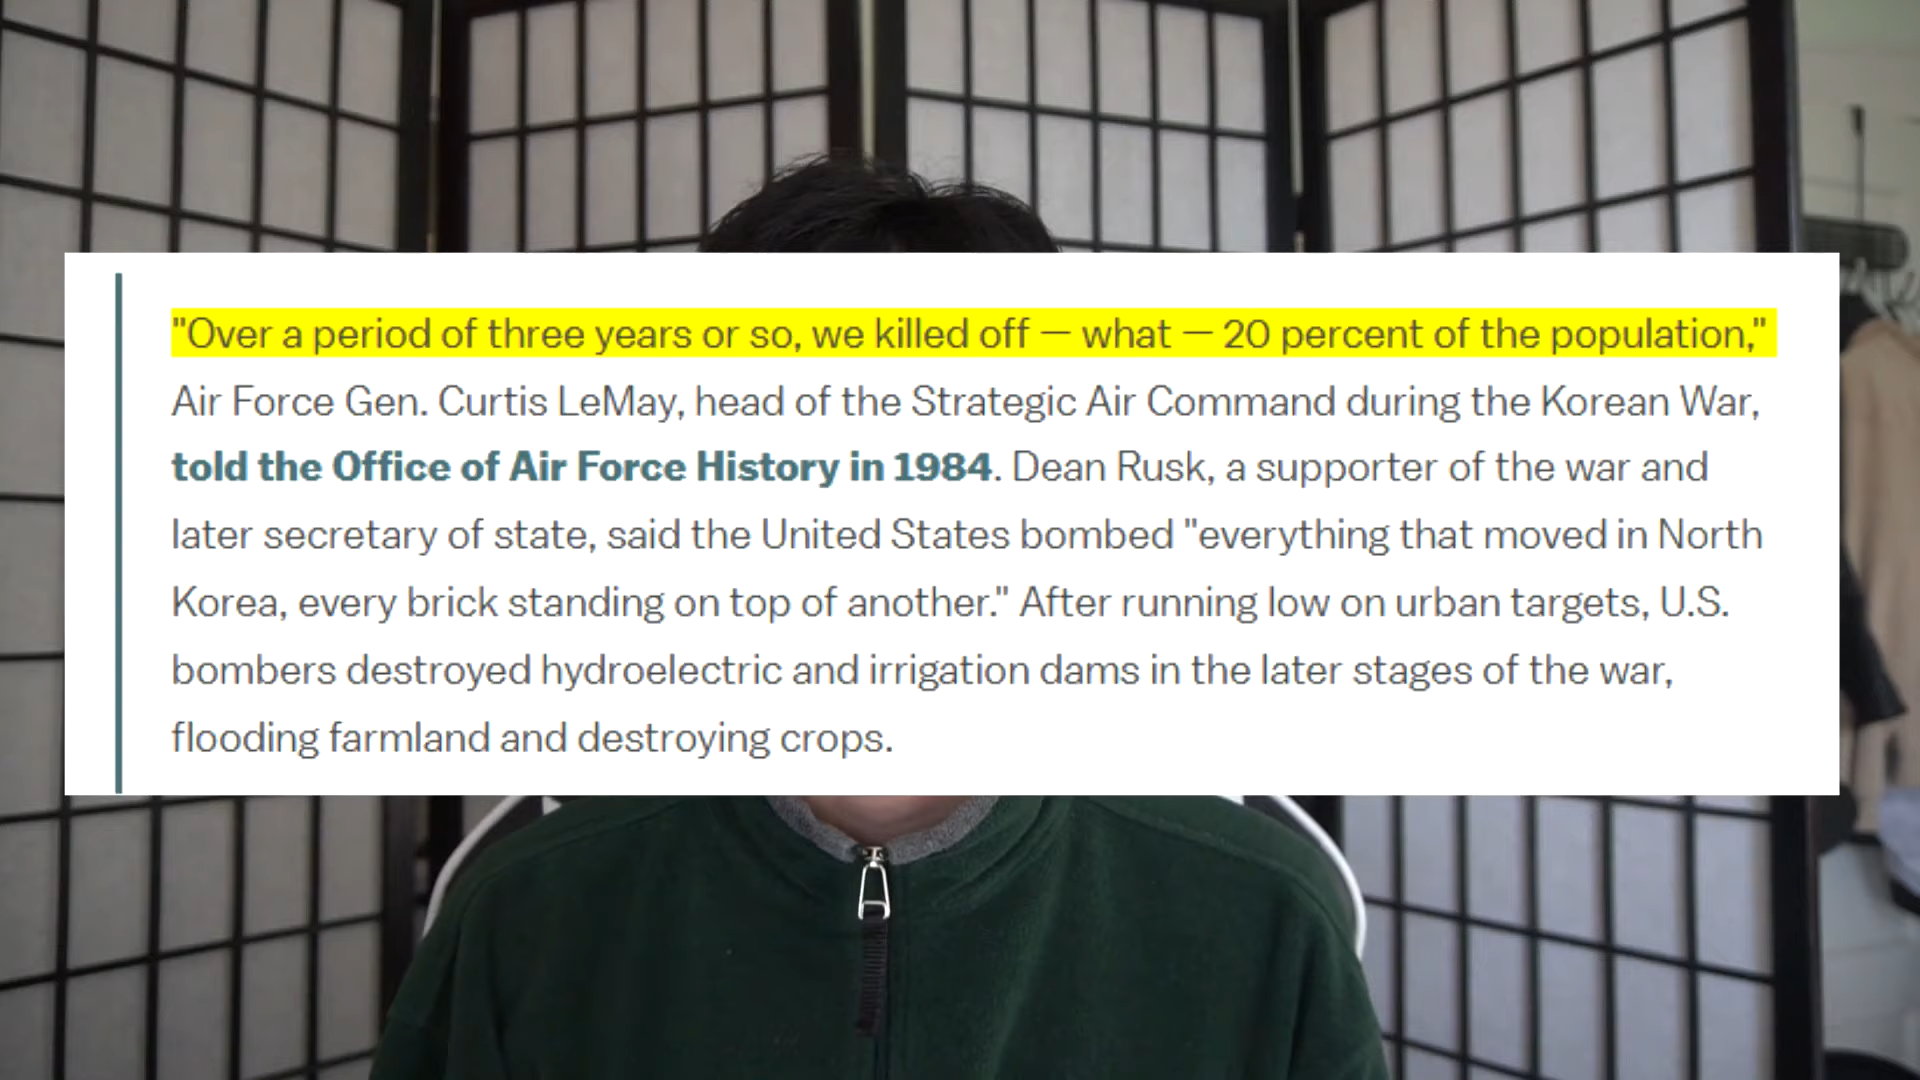 "Over a period of three years or so, we killed off — what — 20 percent of the population,"
Air Force Gen. Curtis LeMay, head of the Strategic Air Command during the Korean War,
told the Office of Air Force History in 1984. Dean Rusk, a supporter of the war and
later secretary of state, said the United States bombed "everything that moved in North
Korea, every brick standing on top of another." After running low on urban targets, U.S.
bombers destroyed hydroelectric and irrigation dams in the later stages of the war,
flooding farmland and destroying crops.